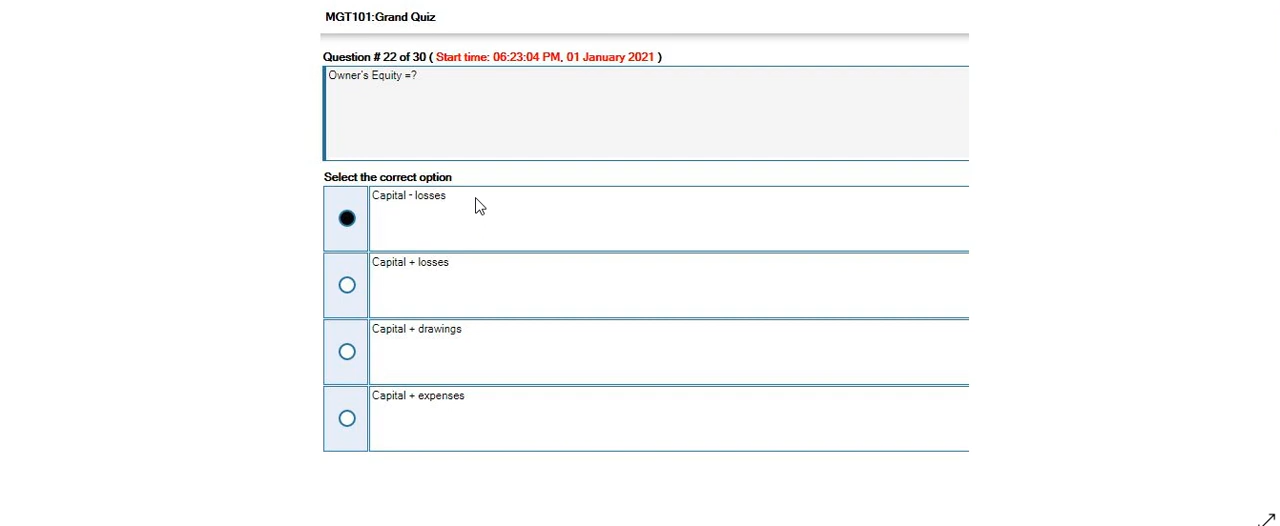 MGT101:Grand Quiz
Question # 22 of 30 ( Start time: 06:23:04 PM, 01 January 2021 )
Owner's Equity =?
Select the correct option
Capital - losses
Capital + losses
Capital + drawings
Capital + expenses